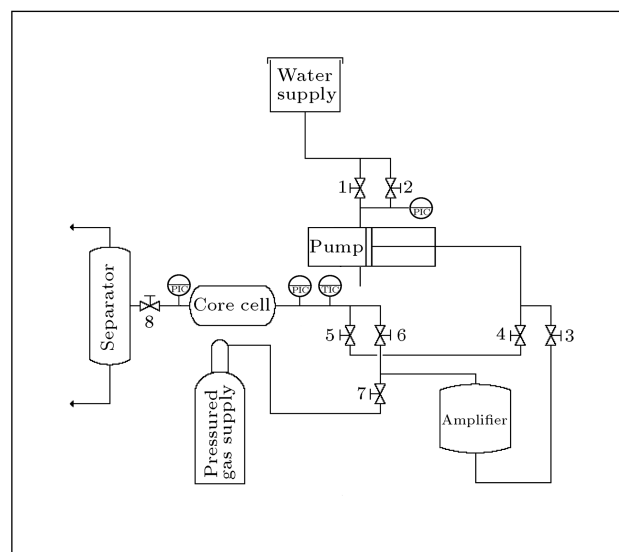 Water
supply
1
2
PIC
Pump
Separator
PIC
Core cell
PIC
TIC
8
5
6
4
3
7
Pressured
gas supply
Amplifier